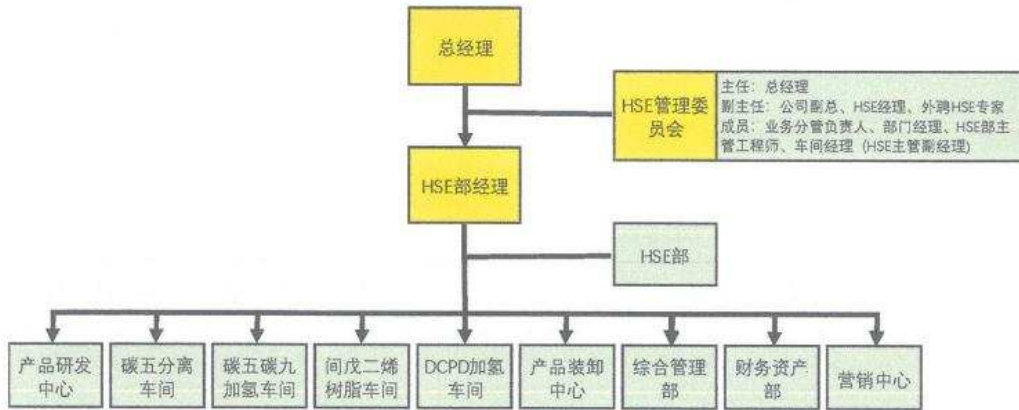 总经理
HSE管理委
员会
主任：总经理
副主任：公司副总、HSE经理、外聘HSE专家
成员：业务分管负责人、部门经理、HSE部主
管工程师、车间经理（HSE主管副经理)
HSE部经理
HSE部
产品研发
中心
碳五分离
车间
碳五碳九
加氢车间
间戊二烯
树脂车间
DCPD加氢
车间
产品装卸
中心
综合管理
部
财务资产
部
营销中心